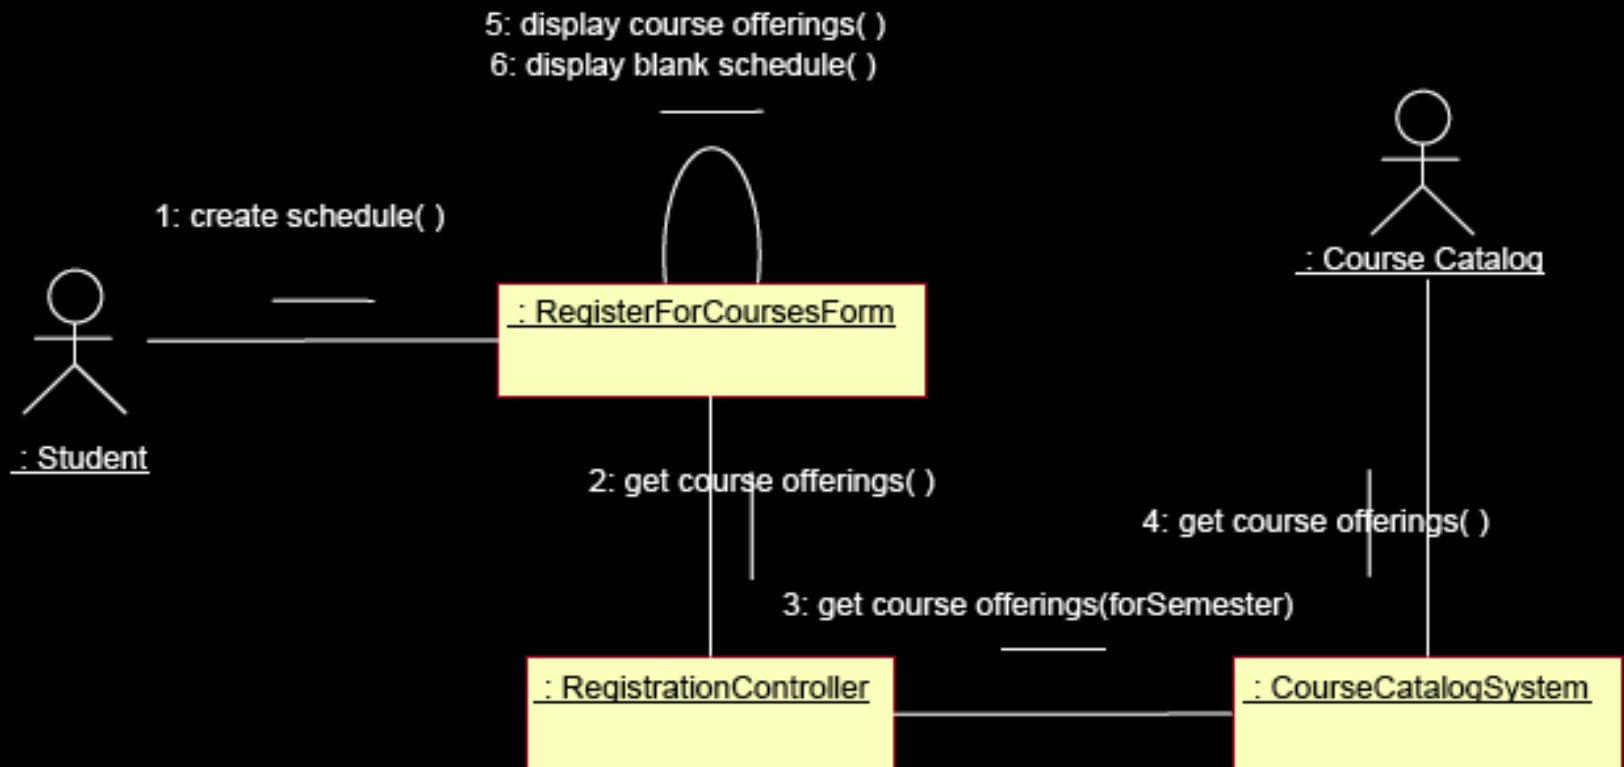 5: display course offerings( )
6: display blank schedule( )
1: create schedule( )
: Course Catalog
: RegisterForCoursesForm
: Student
2: get course offerings( )
4: get course offerings( )
3: get course offerings(forSemester)
: RegistrationController
: CourseCatalogSystem